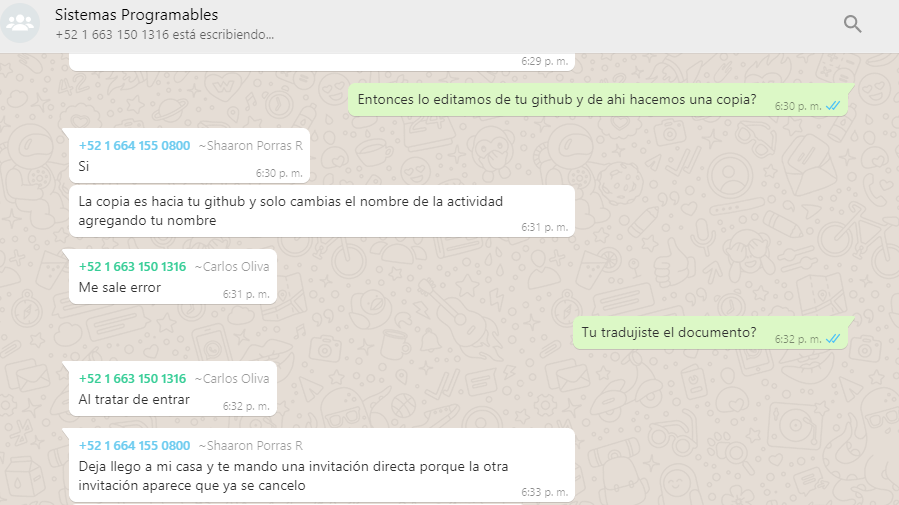 Sistemas Programables
+52 1 663 150 1316 está escribiendo...
6:29 p. m.
Entonces lo editamos de tu github y de ahi hacemos una copia?
6:30 p. m.
+52 1 664 155 0800 ~Shaaron Porras R
Si
6:30 p. m.
La copia es hacia tu github y solo cambias el nombre de la actividad
agregando tu nombre
6:31 p. m.
+52 1 663 150 1316 ~Carlos Oliva
Me sale error
6:31 p. m.
Tu tradujiste el documento?
6:32 p. m.
+52 1 663 150 1316 ~Carlos Oliva
Al tratar de entrar
6:32 p. m.
+52 1 664 155 0800 ~Shaaron Porras R
Deja llego a mi casa y te mando una invitación directa porque la otra
invitación aparece que ya se cancelo
6:33 p. m.